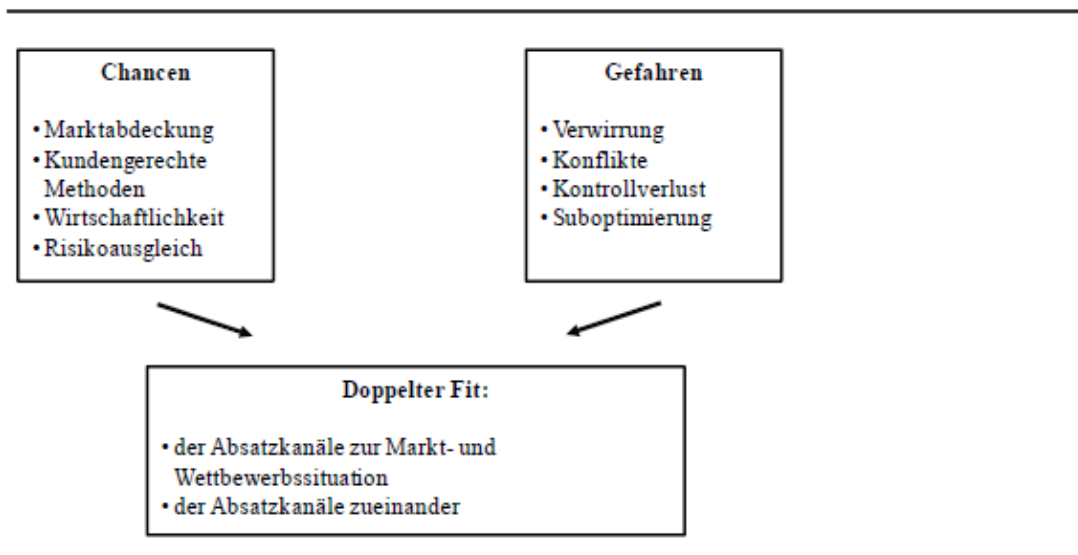 Chancen
• Marktabdeckung
• Kundengerechte
Methoden
• Wirtschaftlichkeit
• Risikoausgleich
Gefahren
• Verwirrung
• Konflikte
• Kontrollverlust
• Suboptimierung
Doppelter Fit:
• der Absatzkanäle zur Markt- und
Wettbewerbssituation
• der Absatzkanäle zueinander